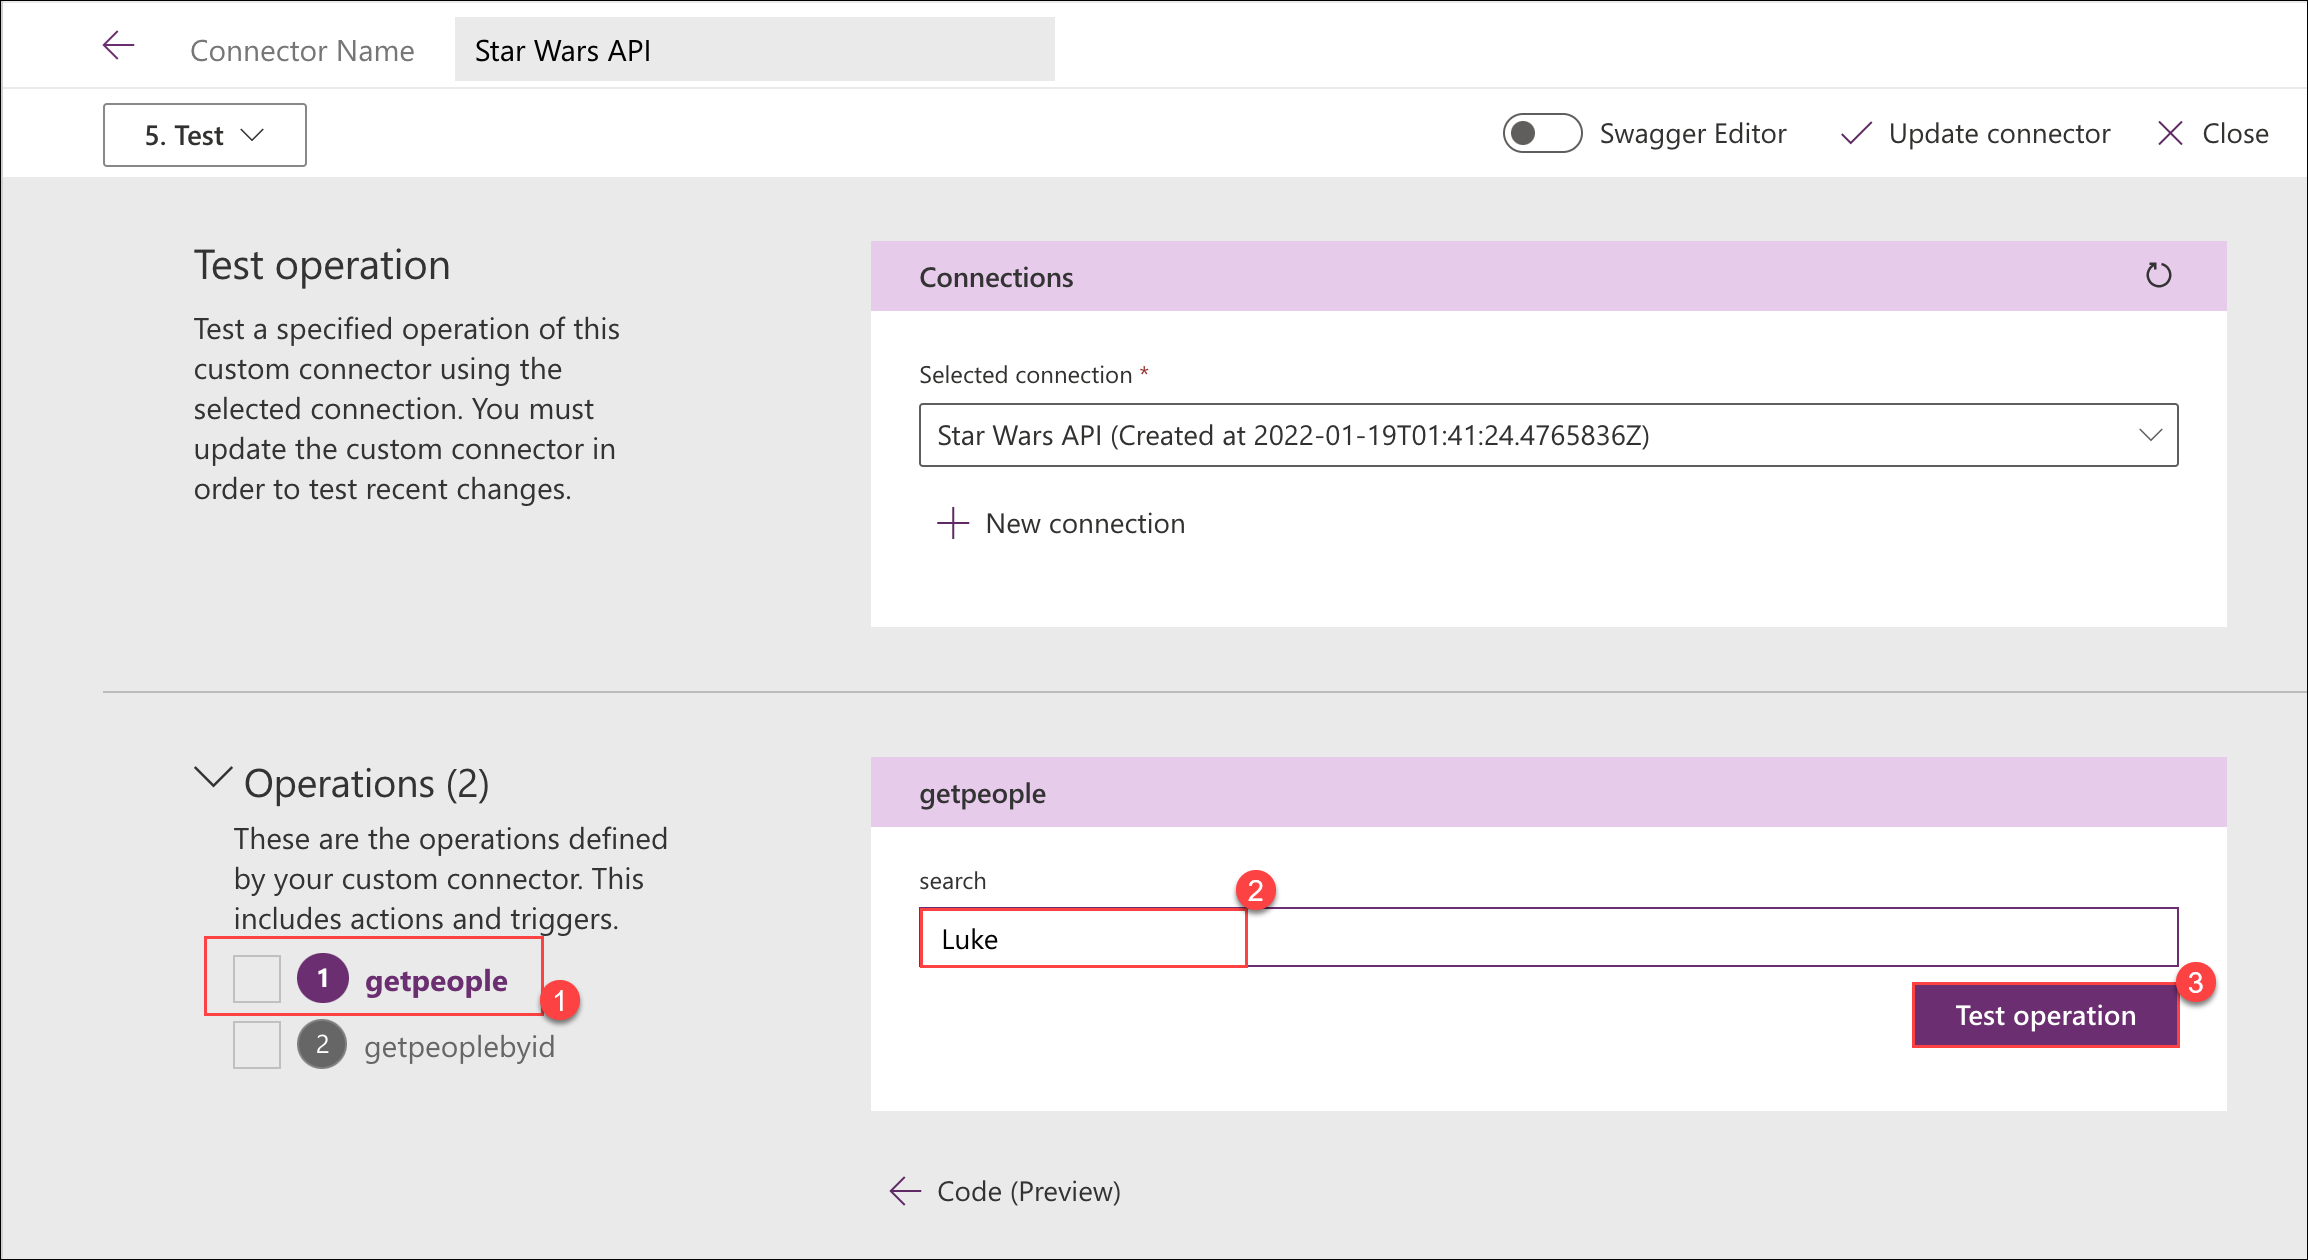 Connector Name
Star Wars API
5. Test
Swagger Editor
Update connector
Close
Test operation
Test a specified operation of this
custom connector using the
selected connection. You must
update the custom connector in
order to test recent changes.
Connections
Selected connection *
Star Wars API (Created at 2022-01-19T01:41:24.4765836Z)
New connection
Operations (2)
These are the operations defined
by your custom connector. This
includes actions and triggers.
1 getpeople
1
2 getpeoplebyid
getpeople
search
2
Luke
3
Test operation
Code (Preview)